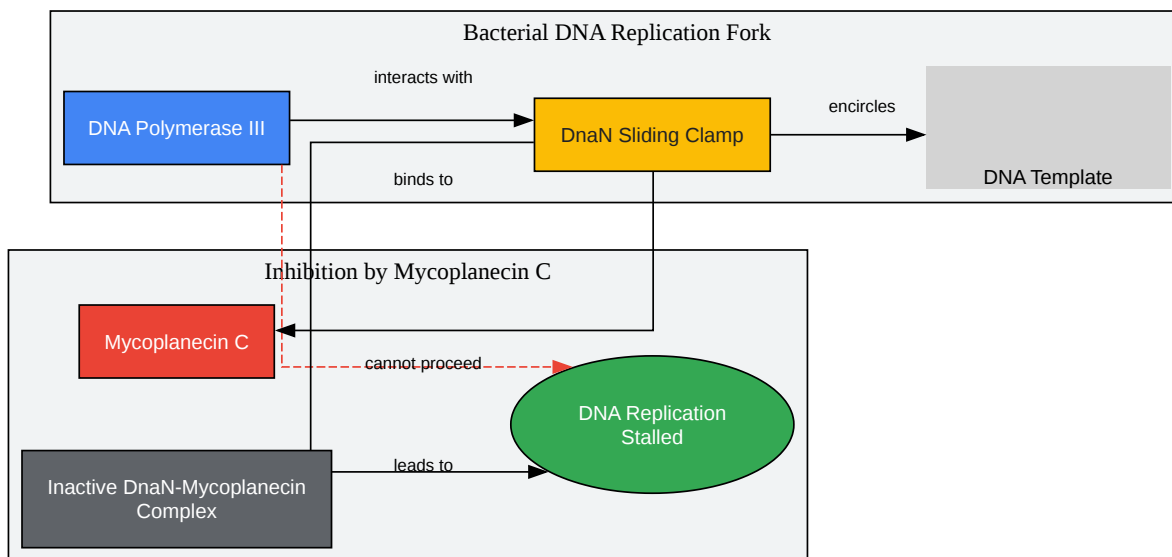 Bacterial DNA Replication Fork
interacts with
DNA Polymerase III
DnaN Sliding Clamp
encircles
DNA Template
binds to
Inhibition by Mycoplanecin C
Mycoplanecin C
cannot proceed
DNA Replication
Stalled
leads to
Inactive DnaN-Mycoplanecin
Complex